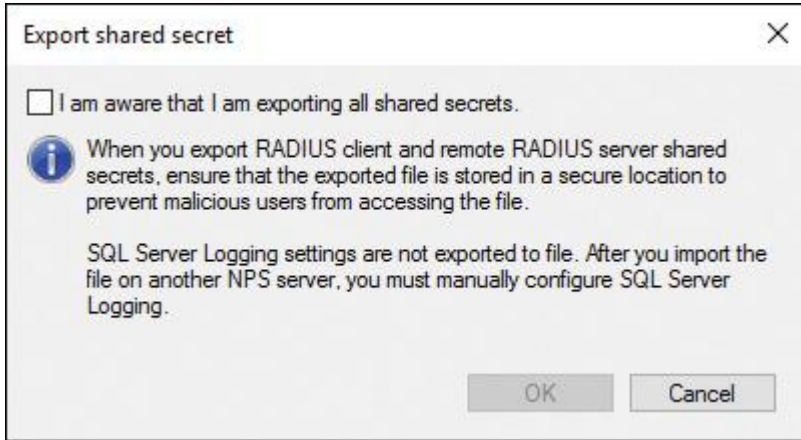 Export shared secret
I am aware that I am exporting all shared secrets.
When you export RADIUS client and remote RADIUS server shared
secrets, ensure that the exported file is stored in a secure location to
prevent malicious users from accessing the file.
SQL Server Logging settings are not exported to file. After you import the
file on another NPS server, you must manually configure SQL Server
Logging.
OK
Cancel